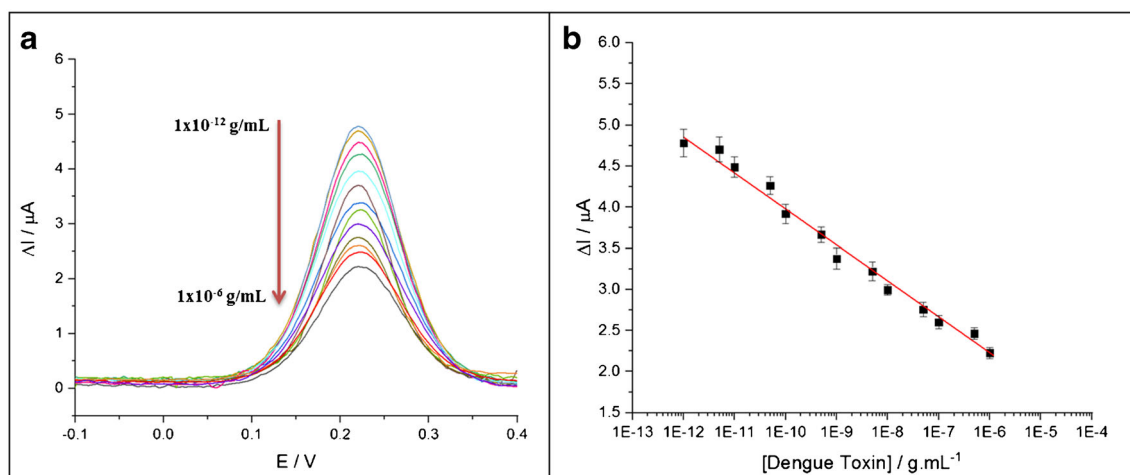 a
6
5
4
3
2
1
0
ΔI / µA
1x10⁻¹² g/mL
1x10⁻⁶ g/mL
-0.1 0.0 0.1 0.2 0.3 0.4
E / V
b
6.0
5.5
5.0
4.5
4.0
3.5
3.0
2.5
2.0
1.5
ΔI / µA
1E-13 1E-12 1E-11 1E-10 1E-9 1E-8 1E-7 1E-6 1E-5 1E-4
[Dengue Toxin] / g.mL⁻¹